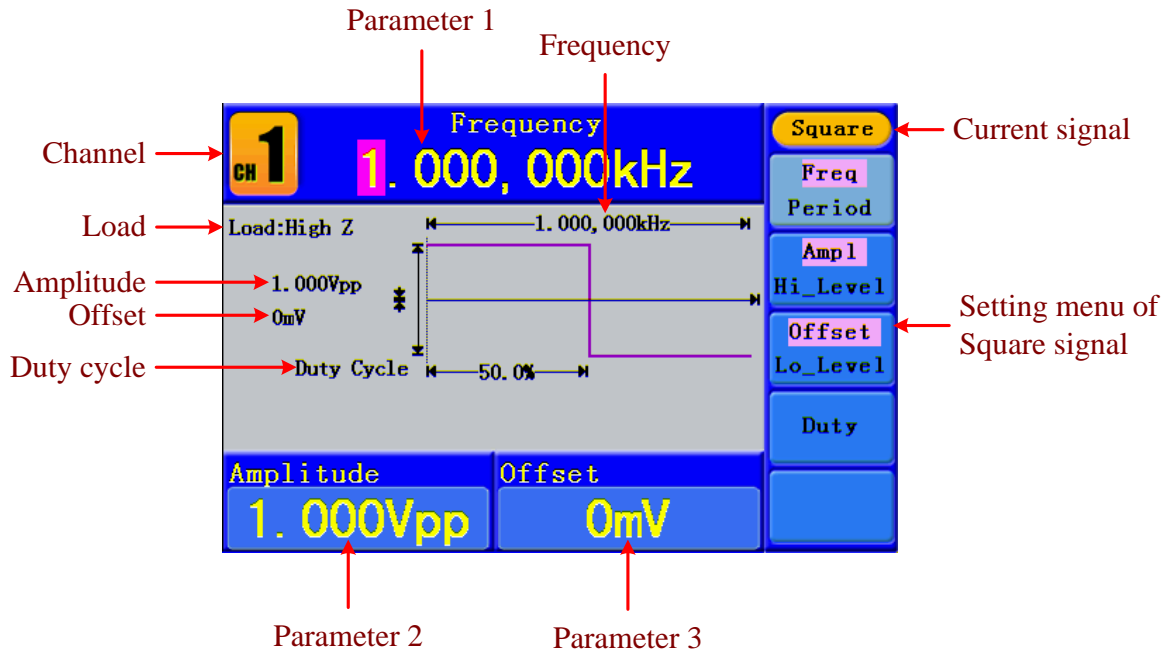 Parameter 1
Frequency
Channel
CH 1
Frequency
1.000,000kHz
Square
Current signal
Freq
Period
Load
Load:High Z
1.000,000kHz
Ampl
Hi_Level
Amplitude
1.000Vpp
Offset
0mV
Offset
Lo_Level
Setting menu of
Square signal
Duty cycle
Duty Cycle
50.0%
Duty
Amplitude
1.000Vpp
Offset
0mV
Parameter 2
Parameter 3